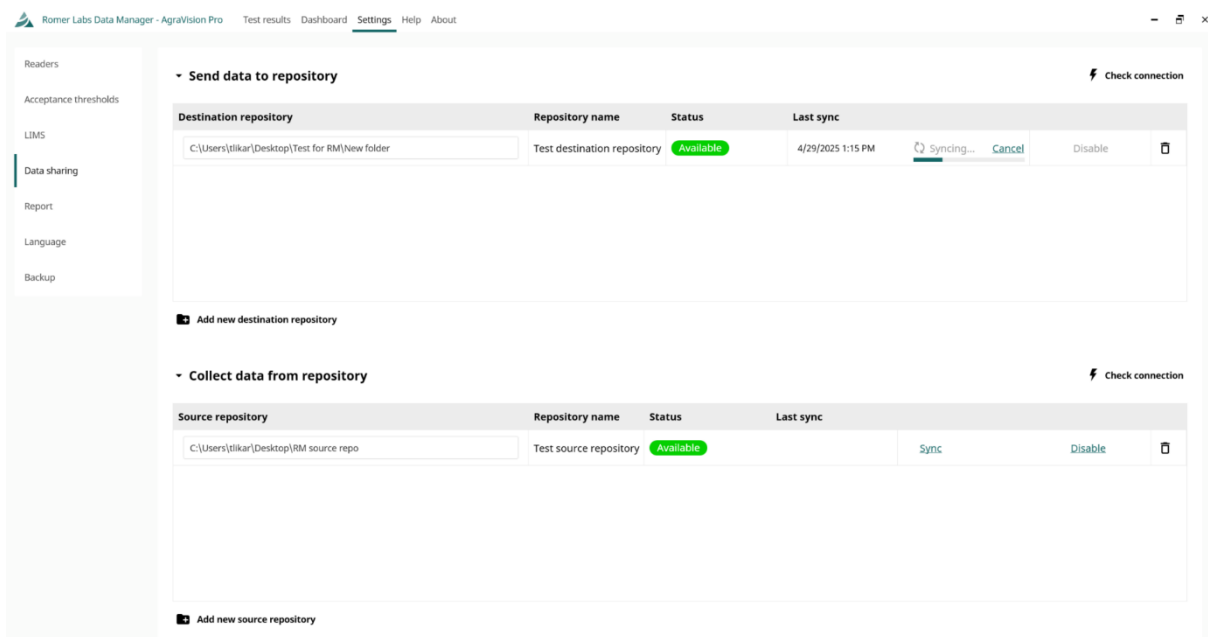 Romer Labs Data Manager - AgraVision Pro Test results Dashboard Settings Help About
Readers
Acceptance thresholds
LIMS
Data sharing
Report
Language
Backup
Send data to repository
Check connection
Destination repository Repository name Status Last sync
C:\Users\tlikar\Desktop\Test for RM\New folder Test destination repository Available 4/29/2025 1:15 PM Syncing... Cancel Disable
Add new destination repository
Collect data from repository
Check connection
Source repository Repository name Status Last sync
C:\Users\tlikar\Desktop\RM source repo Test source repository Available Sync Disable
Add new source repository